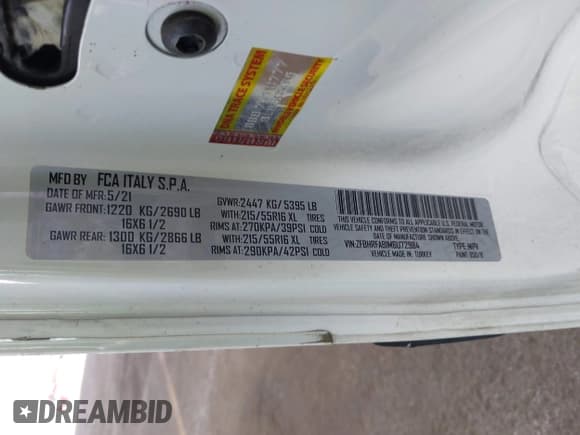 DNA TRACE SYSTEM
MFD BY FCA ITALY S.P.A.
DATE OF MFR: 5/21 GVWR: 2447 KG/ 5395 LB
GAWR FRONT: 1220 KG/ 2690 LB WITH: 215/55R16 XL TIRES
16X6 1/2 RIMS AT: 270KPA/39PSI COLD
GAWR REAR: 1300 KG/ 2866 LB WITH: 215/55R16 XL TIRES
16X6 1/2 RIMS AT: 290KPA/42PSI COLD
THIS VEHICLE CONFORMS TO ALL APPLICABLE
U.S.A. FEDERAL MOTOR VEHICLE SAFETY, BUMPER
AND THEFT PREVENTION STANDARDS IN EFFECT ON
THE DATE OF MANUFACTURE SHOWN ABOVE.
TYPE: MPV
VEHICLE MADE IN: TURKEY
DREAMBID